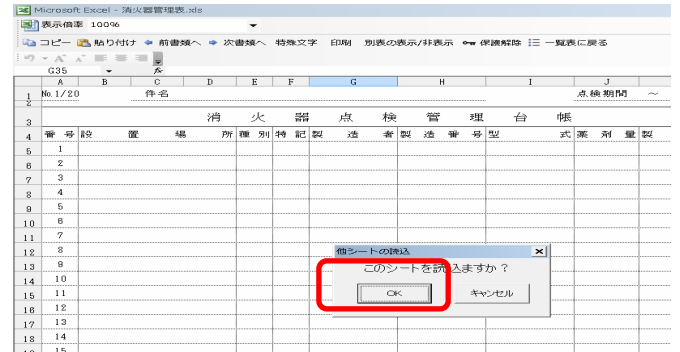 Microsoft Excel - 消火器管理表.xls
表示倍率 100%
コピー 貼り付け 前書類へ 次書類へ 特殊文字 印刷 別表の表示/非表示 保護解除 一覧表に戻る
G35 fx
A B C D E F G H I J
1 No.1/20 件名 点検期間 ～
2
3 消火器点検管理台帳
4 番号 設置場所 種別 特記 製造者 製造番号 型式 薬剤量 製
5 1
6 2
7 3
8 4
9 5
10 6
11 7
12 8
13 9
14 10
15 11
16 12
17 13
18 14
19 15
他シートの読込
このシートを読込ますか？
OK キャンセル